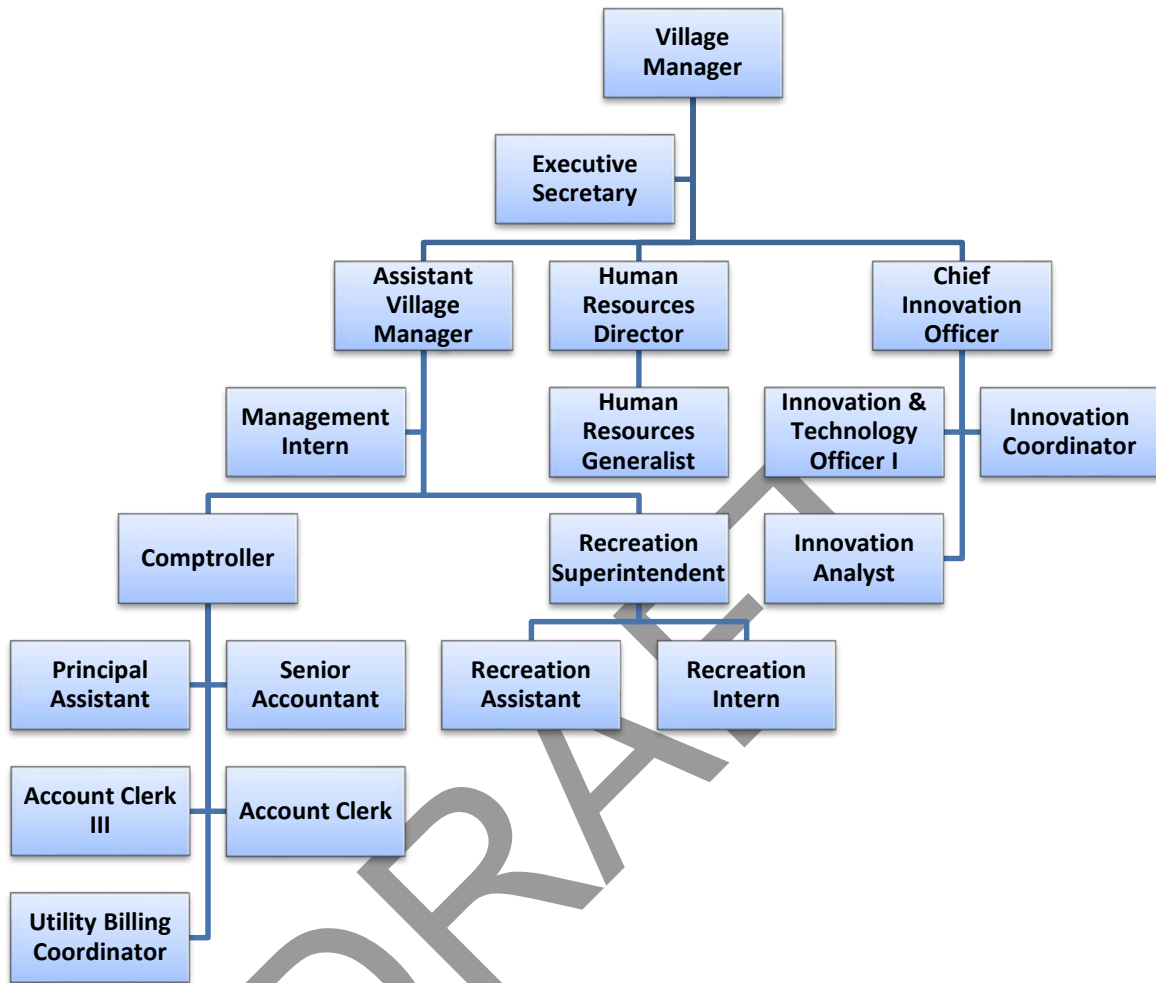 Village
Manager
Executive
Secretary
Assistant
Village
Manager
Human
Resources
Director
Chief
Innovation
Officer
Management
Intern
Human
Resources
Generalist
Innovation &
Technology
Officer I
Innovation
Coordinator
Comptroller
Recreation
Superintendent
Innovation
Analyst
Principal
Assistant
Senior
Accountant
Recreation
Assistant
Recreation
Intern
Account Clerk
III
Account Clerk
Utility Billing
Coordinator
DRAFT